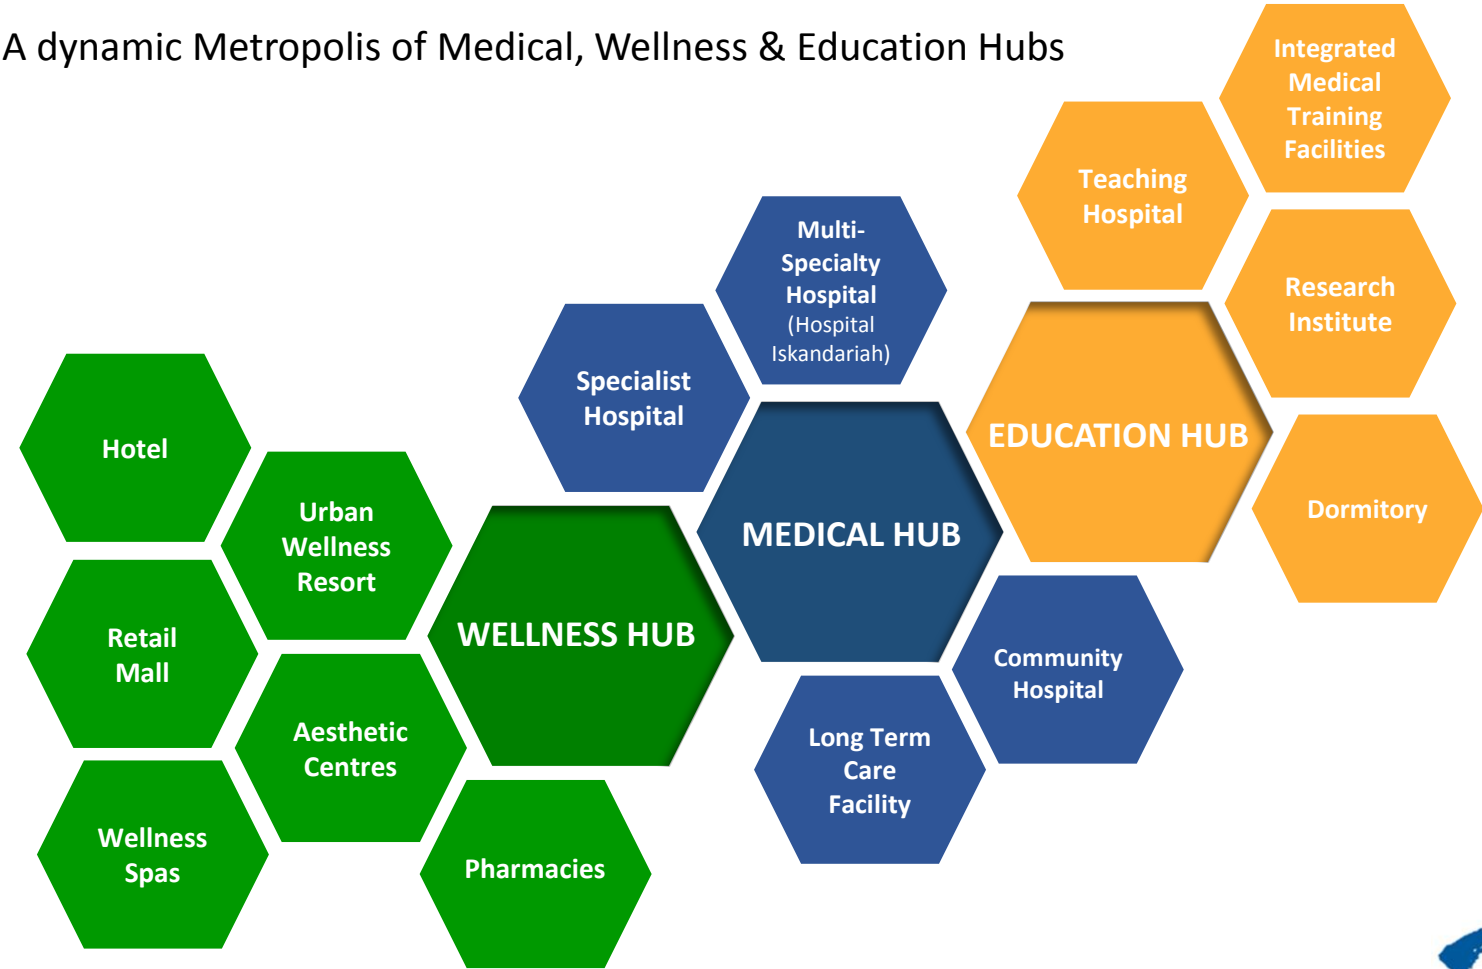 A dynamic Metropolis of Medical, Wellness & Education Hubs
Integrated
Medical
Training
Facilities
Teaching
Hospital
Research
Institute
EDUCATION HUB
Dormitory
Multi-
Specialty
Hospital
(Hospital
Iskandariah)
Specialist
Hospital
MEDICAL HUB
Community
Hospital
Long Term
Care
Facility
Hotel
Urban
Wellness
Resort
WELLNESS HUB
Retail
Mall
Aesthetic
Centres
Wellness
Spas
Pharmacies